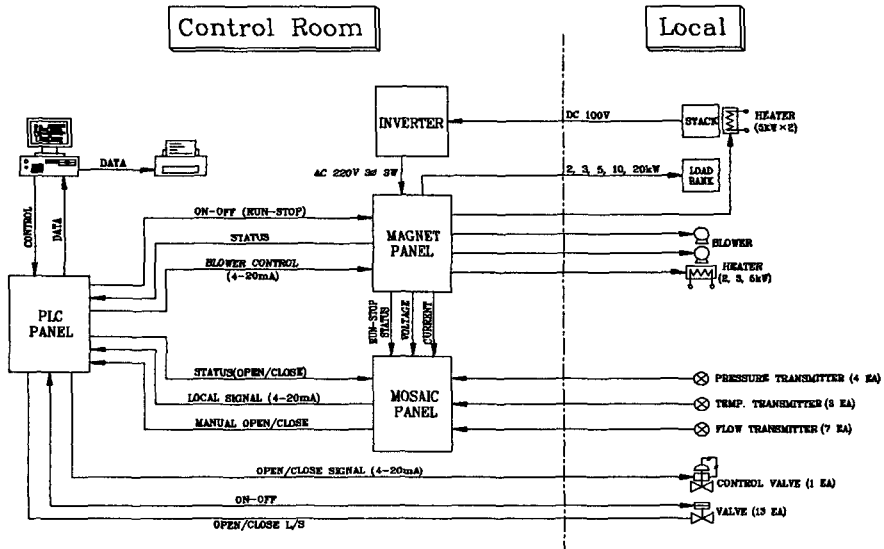 Control Room
Local
INVERTER
DC 100V
STACK
HEATER
(5kW×2)
DATA
AC 220V 3ø 3W
2, 3, 5, 10, 20kW
LOAD
BANK
CONTROL
DATA
ON-OFF (RUN-STOP)
STATUS
BLOWER CONTROL
(4-20mA)
MAGNET
PANEL
BLOWER
HEATER
(2, 3, 5kW)
PLC
PANEL
RUN-STOP
STATUS
VOLTAGE
CURRENT
STATUS(OPEN/CLOSE)
LOCAL SIGNAL (4-20mA)
MANUAL OPEN/CLOSE
MOSAIC
PANEL
PRESSURE TRANSMITTER (4 EA)
TEMP. TRANSMITTER (3 EA)
FLOW TRANSMITTER (7 EA)
OPEN/CLOSE SIGNAL (4-20mA)
CONTROL VALVE (1 EA)
ON-OFF
VALVE (13 EA)
OPEN/CLOSE L/S